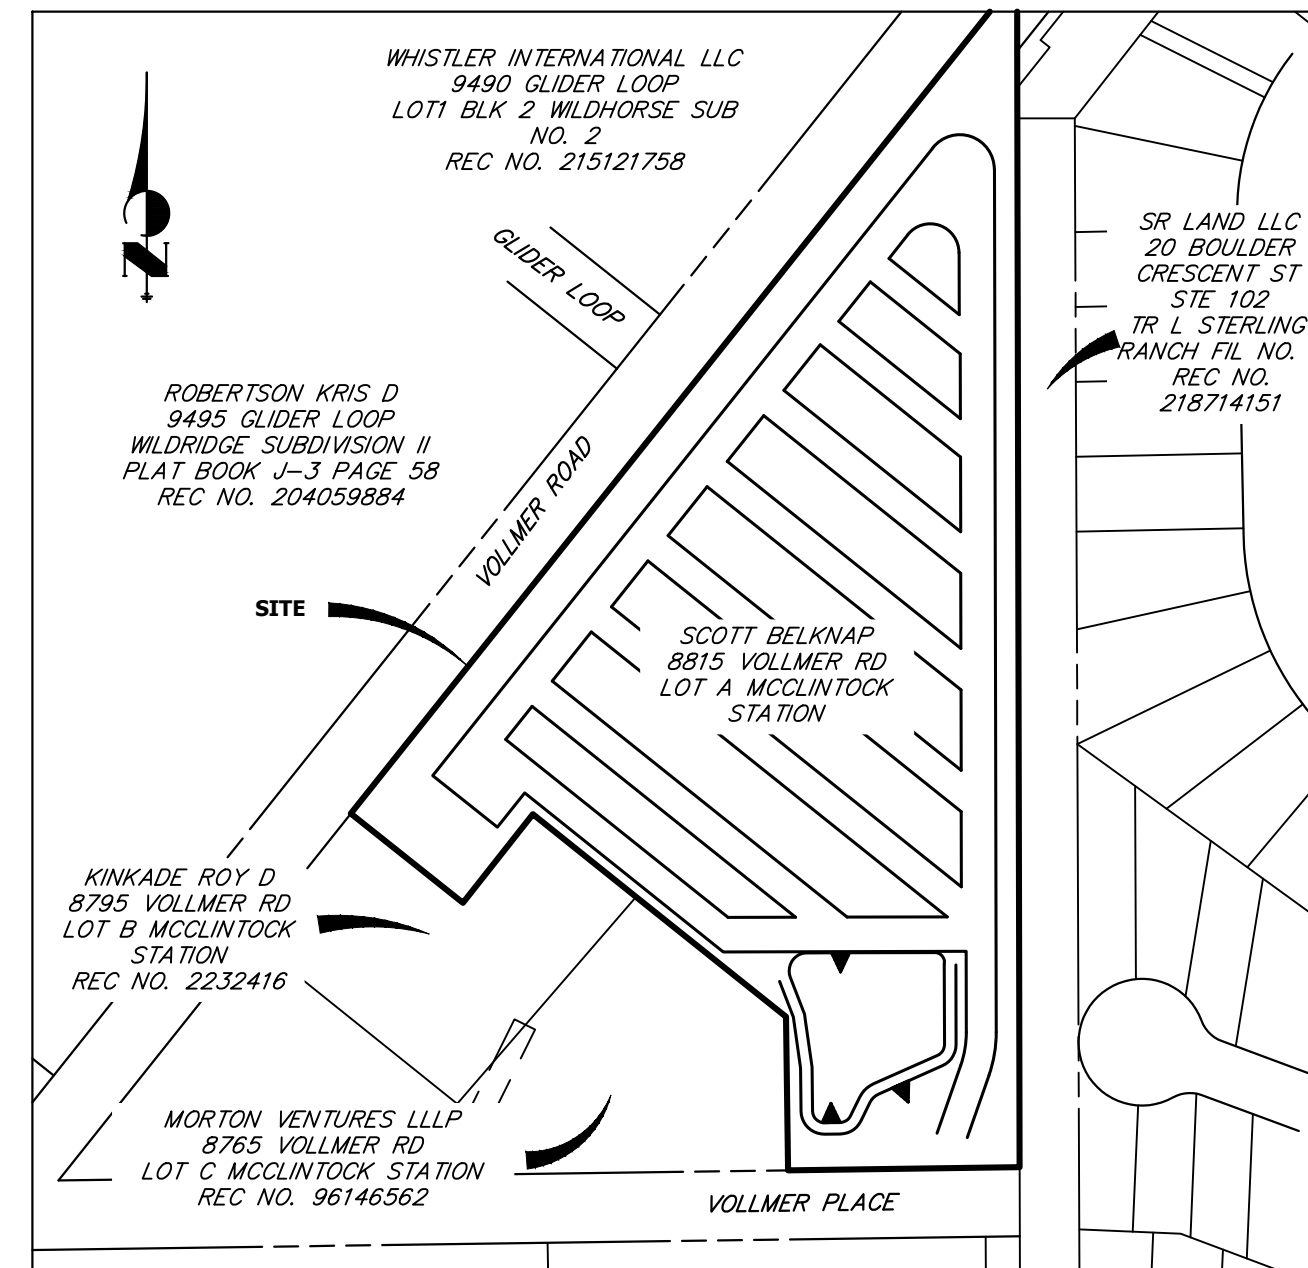 WHISTLER INTERNATIONAL LLC
9490 GLIDER LOOP
LOT1 BLK 2 WILDHORSE SUB
NO. 2
REC NO. 215121758
N
GLIDER LOOP
SR LAND LLC
20 BOULDER
CRESCENT ST
STE 102
TR L STERLING
RANCH FIL NO.
REC NO.
218714151
ROBERTSON KRIS D
9495 GLIDER LOOP
WILDRIDGE SUBDIVISION II
PLAT BOOK J-3 PAGE 58
REC NO. 204059884
VOLLMER ROAD
SITE
SCOTT BELKNAP
8815 VOLLMER RD
LOT A MCCLINTOCK
STATION
KINKADE ROY D
8795 VOLLMER RD
LOT B MCCLINTOCK
STATION
REC NO. 2232416
MORTON VENTURES LLLP
8765 VOLLMER RD
LOT C MCCLINTOCK STATION
REC NO. 96146562
VOLLMER PLACE